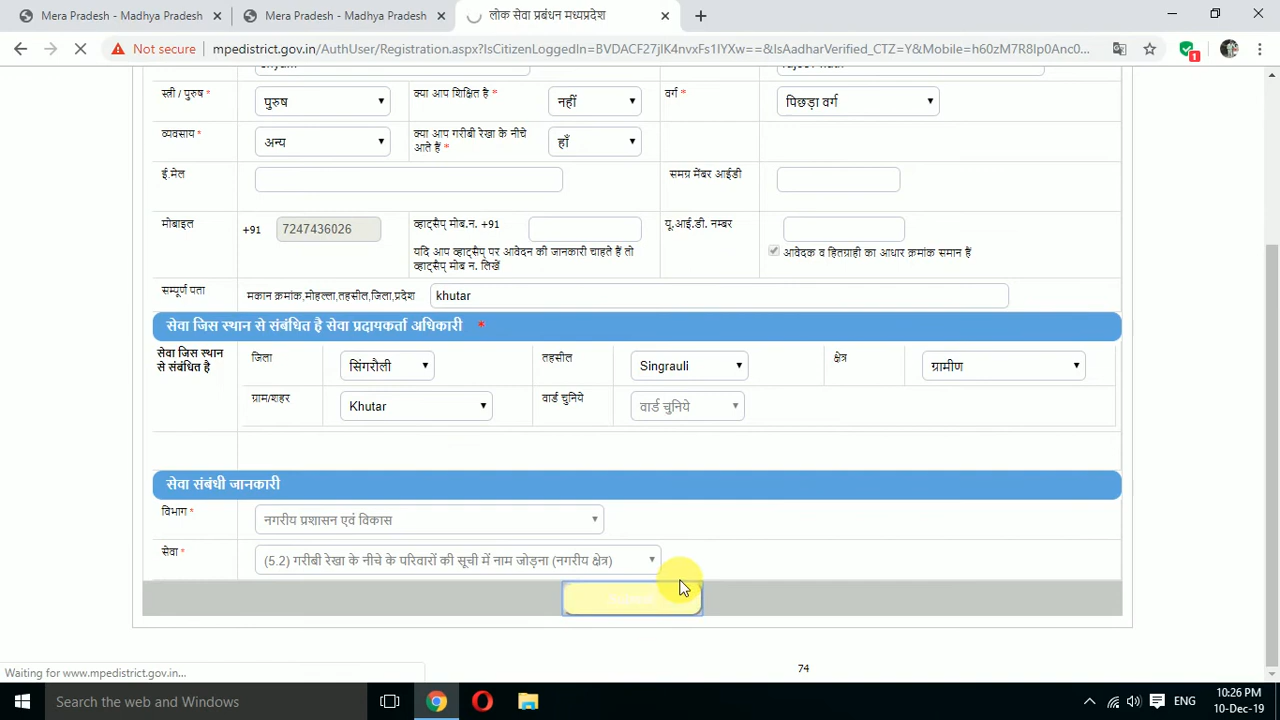 Mera Pradesh - Madhya Pradesh
Mera Pradesh - Madhya Pradesh
लोक सेवा प्रबंधन मध्यप्रदेश
Not secure
mpedistrict.gov.in/AuthUser/Registration.aspx?IsCitizenLoggedIn=BVDACF27jIK4nvxFs1IYXw==&IsAadharVerified_CTZ=Y&Mobile=h60zM7R8Ip0Anc0...
1
स्त्री / पुरुष *
पुरुष
क्या आप शिक्षित है *
नहीं
वर्ग *
पिछड़ा वर्ग
व्यवसाय *
अन्य
क्या आप गरीबी रेखा के नीचे
आते हैं *
हाँ
ई.मेल
समग्र मेंबर आईडी
मोबाइल
+91
7247436026
व्हाट्सैप् मोब.न. +91
यदि आप व्हाट्सैप् पर आवेदन की जानकारी चाहते हैं तो
व्हाट्सैप् मोब न. लिखें
यू.आई.डी. नम्बर
आवेदक व हितग्राही का आधार क्रमांक समान हैं
सम्पूर्ण पता
मकान क्रमांक,मोहल्ला,तहसील,जिला,प्रदेश
khutar
सेवा जिस स्थान से संबंधित है सेवा प्रदायकर्ता अधिकारी *
सेवा जिस स्थान
से संबंधित है
जिला
सिंगरौली
तहसील
Singrauli
क्षेत्र
ग्रामीण
ग्राम/शहर
Khutar
वार्ड चुनिये
वार्ड चुनिये
सेवा संबंधी जानकारी
विभाग *
नगरीय प्रशासन एवं विकास
सेवा *
(5.2) गरीबी रेखा के नीचे के परिवारों की सूची में नाम जोड़ना (नगरीय क्षेत्र)
Waiting for www.mpedistrict.gov.in...
74
Search the web and Windows
ENG
10:26 PM
10-Dec-19